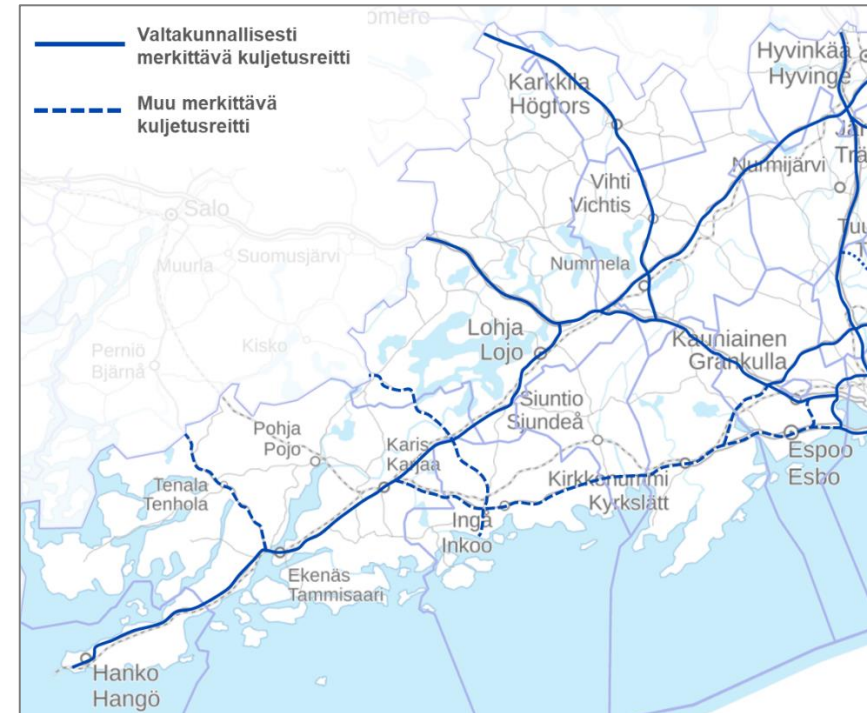 Valtakunnallisesti
merkittävä kuljetusreitti
Muu merkittävä
kuljetusreitti
Karkkila
Högfors
Hyvinkää
Hyvinge
Nurmijärvi
Vihti
Vichtis
Salo
Muurla
Suomusjärvi
Nummela
Lohja
Lojo
Kauniainen
Grankulla
Perniö
Bjärnå
Kisko
Siuntio
Sjundeå
Pohja
Pojo
Karis
Karjaa
Espoo
Esbo
Tenala
Tenhola
Kirkkonummi
Kyrkslätt
Ingå
Inkoo
Ekenäs
Tammisaari
Hanko
Hangö